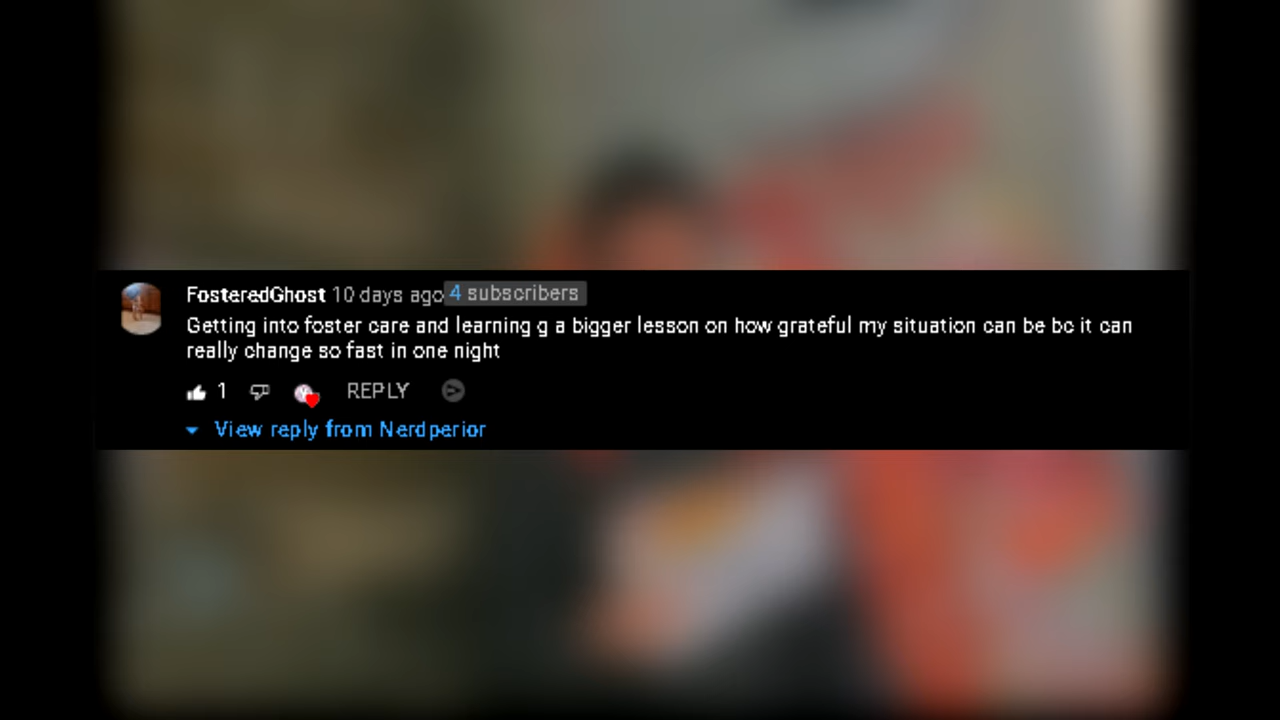 FosteredGhost 10 days ago 4 subscribers
Getting into foster care and learning g a bigger lesson on how grateful my situation can be bc it can
really change so fast in one night
1 REPLY
View reply from Nerdperior